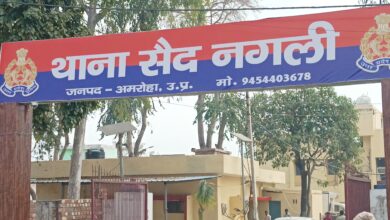 थाना सैद नगली
जनपद - अमरोहा, उ.प्र. मो. 9454403678